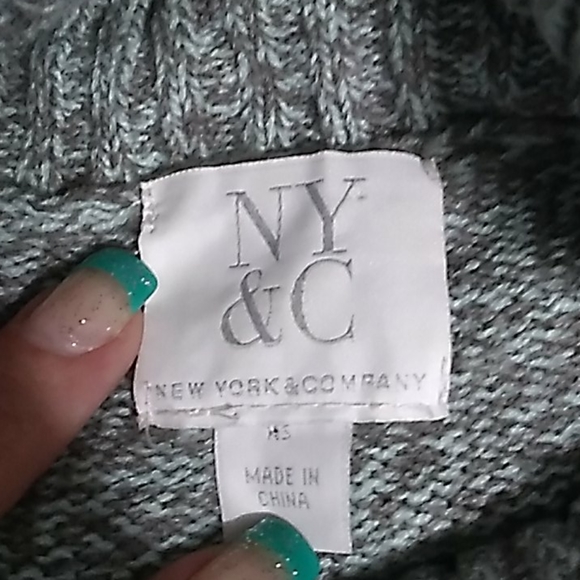 NY
&C
NEW YORK & COMPANY
XS
MADE IN
CHINA